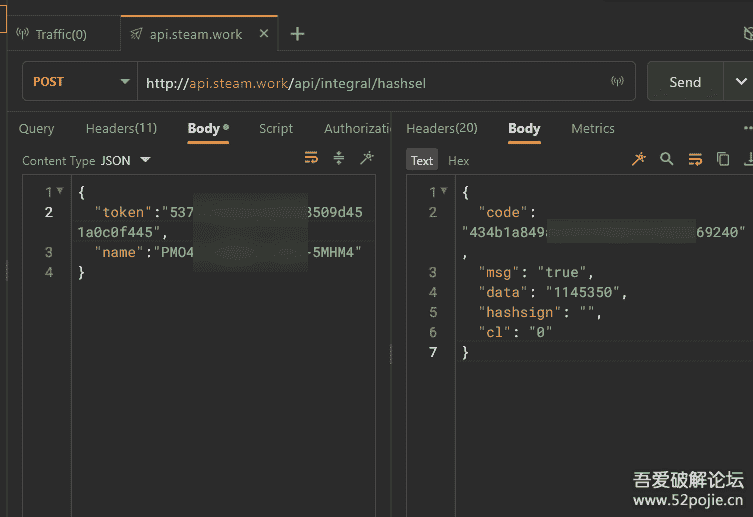 Traffic(0)
api.steam.work
POST
http://api.steam.work/api/integral/hashsel
Send
Query
Headers(11)
Body
Script
Authorizati
Content Type JSON
1 {
2 "token":"537 3509d45
1a0c0f445",
3 "name":"PMO4 -5MHM4"
4 }
Headers(20)
Body
Metrics
Text
Hex
1 {
2 "code":
"434b1a849 69240"
,
3 "msg": "true",
4 "data": "1145350",
5 "hashsign": "",
6 "cl": "0"
7 }
吾爱破解论坛
www.52pojie.cn